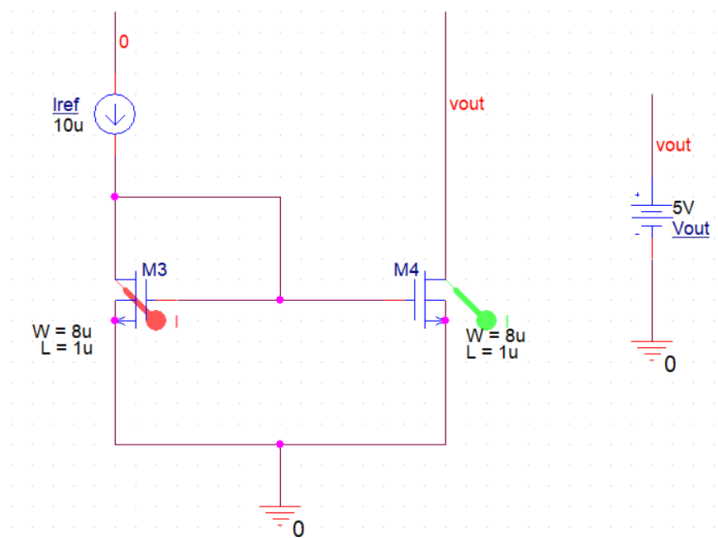 0
Iref
10u
vout
vout
+
5V
-
Vout
M3
M4
I
I
W = 8u
L = 1u
W = 8u
L = 1u
0
0